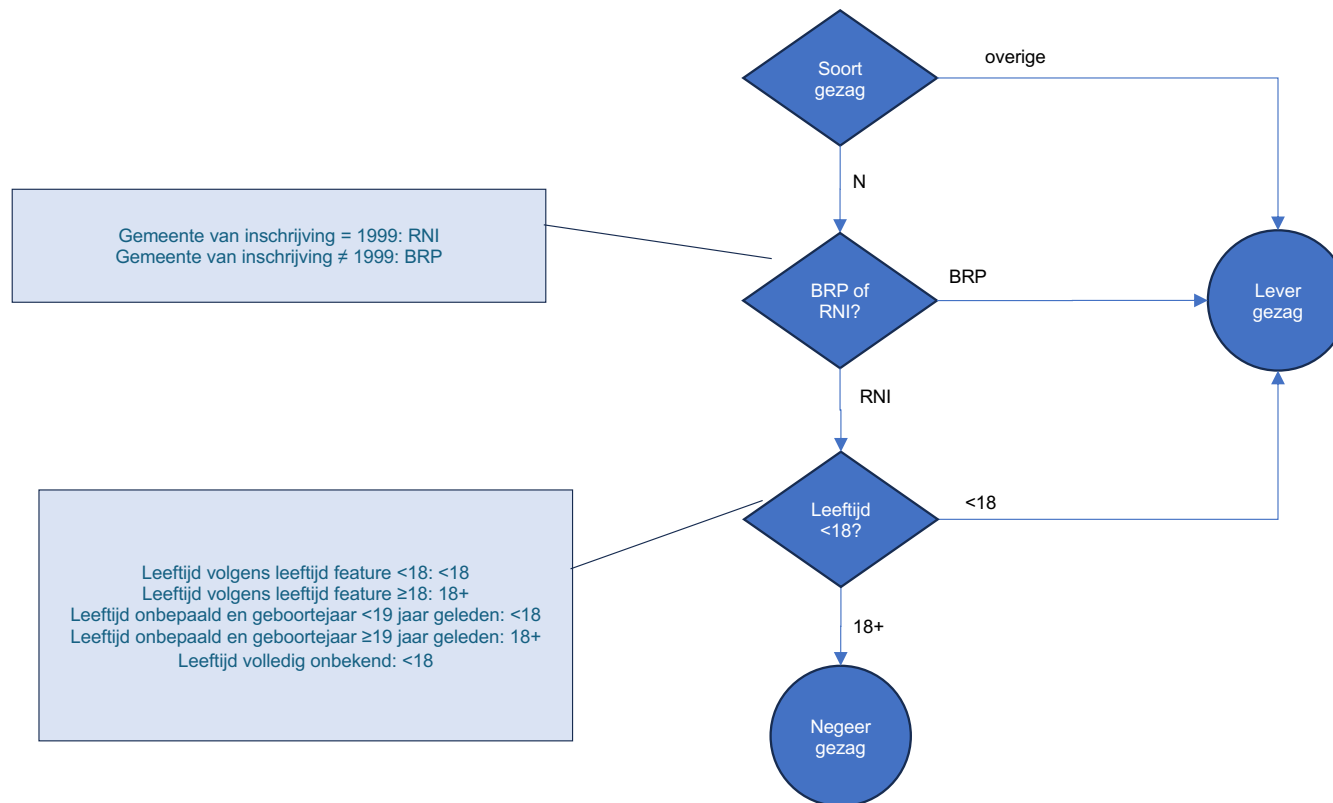 Soort
gezag
overige
N
Gemeente van inschrijving = 1999: RNI
Gemeente van inschrijving ≠ 1999: BRP
BRP of
RNI?
BRP
Lever
gezag
RNI
Leeftijd
<18?
<18
Leeftijd volgens leeftijd feature <18: <18
Leeftijd volgens leeftijd feature ≥18: 18+
Leeftijd onbepaald en geboortejaar <19 jaar geleden: <18
Leeftijd onbepaald en geboortejaar ≥19 jaar geleden: 18+
Leeftijd volledig onbekend: <18
18+
Negeer
gezag